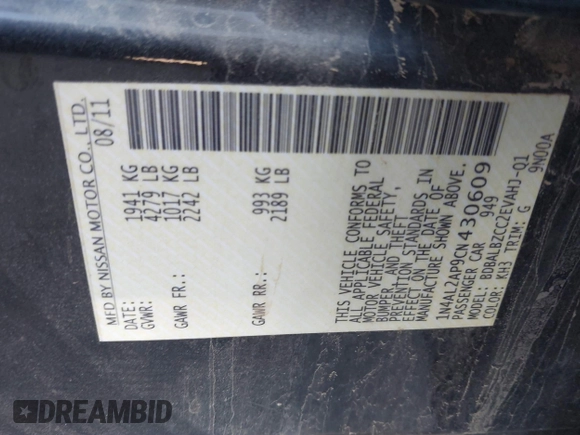 MFD BY NISSAN MOTOR CO., LTD.
DATE: 08/11
GVWR: 1941 KG
4279 LB
GAWR FR.: 1017 KG
2242 LB
GAWR RR.: 993 KG
2189 LB
THIS VEHICLE CONFORMS TO
ALL APPLICABLE FEDERAL
MOTOR VEHICLE SAFETY,
BUMPER, AND THEFT
PREVENTION STANDARDS IN
EFFECT ON THE DATE OF
MANUFACTURE SHOWN ABOVE.
1N4AL2AP9CN430609
PASSENGER CAR 949
MODEL: BDBALBZCC2EVAHJ-Q1
COLOR: KH3 TRIM: G 9N00A
DREAMBID